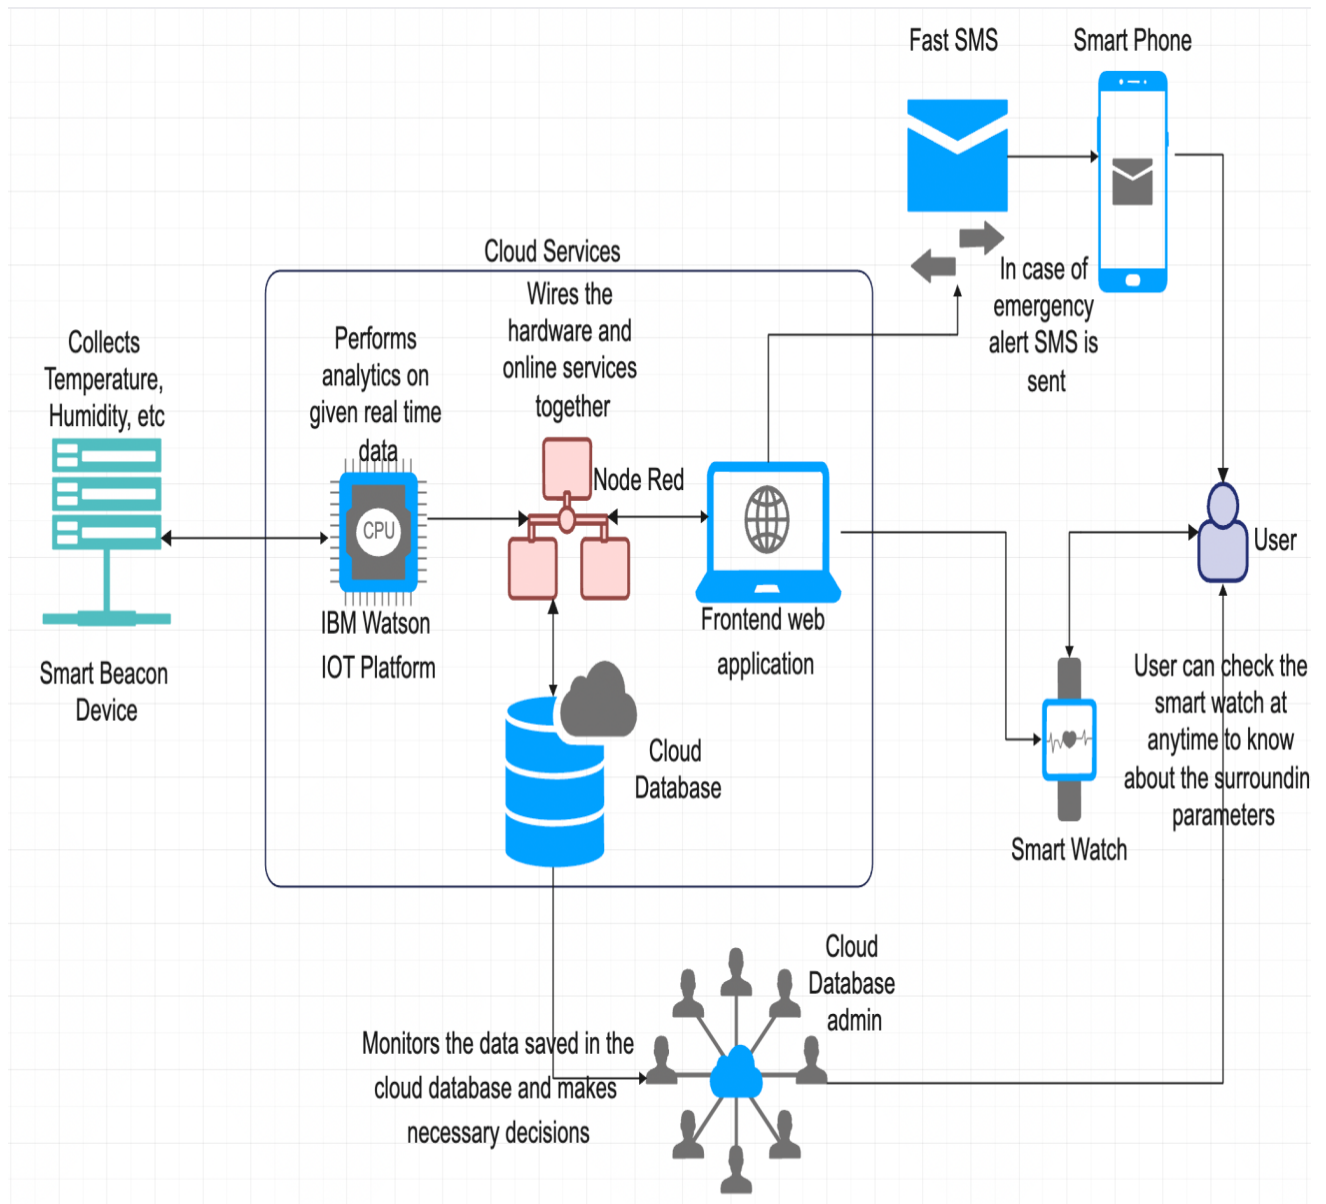 Fast SMS
Smart Phone
In case of
emergency
alert SMS is
sent
Cloud Services
Wires the
hardware and
online services
together
Performs
analytics on
given real time
data
Collects
Temperature,
Humidity, etc
Node Red
CPU
User
IBM Watson
IOT Platform
Frontend web
application
Smart Beacon
Device
Cloud
Database
User can check the
smart watch at
anytime to know
about the surroundin
parameters
Smart Watch
Cloud
Database
admin
Monitors the data saved in the
cloud database and makes
necessary decisions